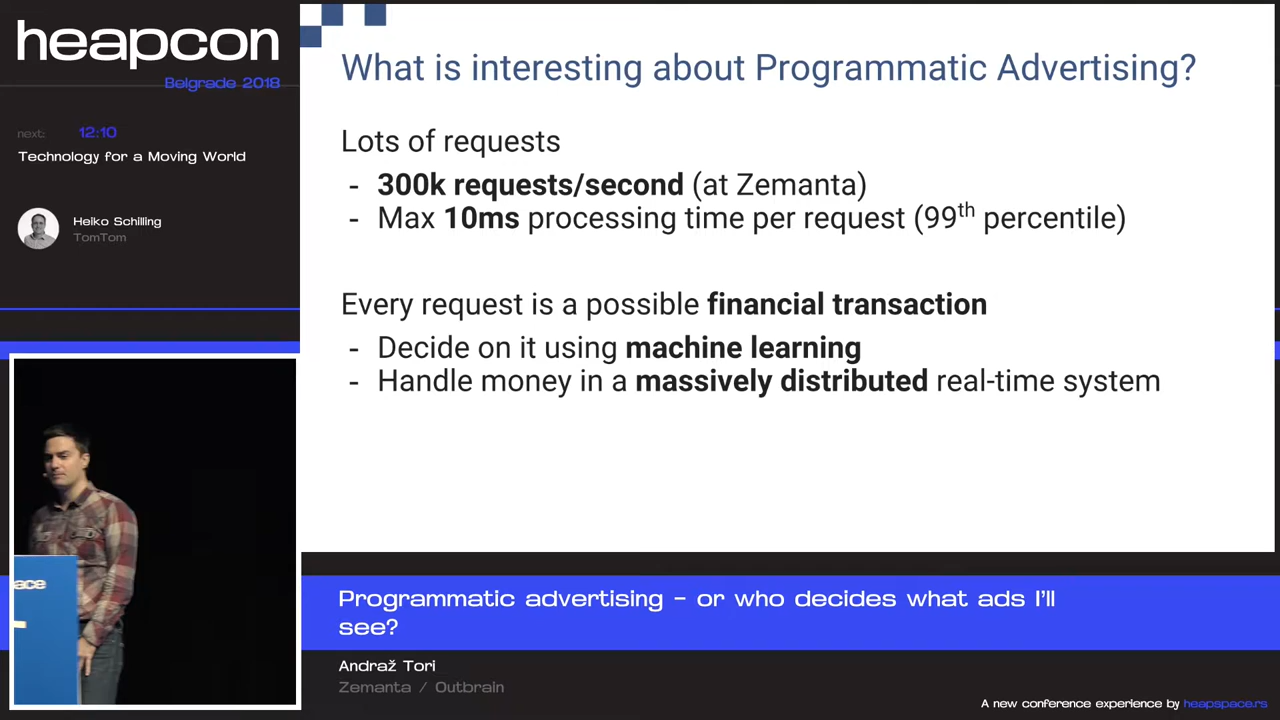 heapcon
Belgrade 2018
next: 12:10
Technology for a Moving World
Heiko Schilling
TomTom
What is interesting about Programmatic Advertising?
Lots of requests
- 300k requests/second (at Zemanta)
- Max 10ms processing time per request (99th percentile)
Every request is a possible financial transaction
- Decide on it using machine learning
- Handle money in a massively distributed real-time system
ace
Programmatic advertising - or who decides what ads I'll
see?
Andraž Tori
Zemanta / Outbrain
A new conference experience by heapspace.rs